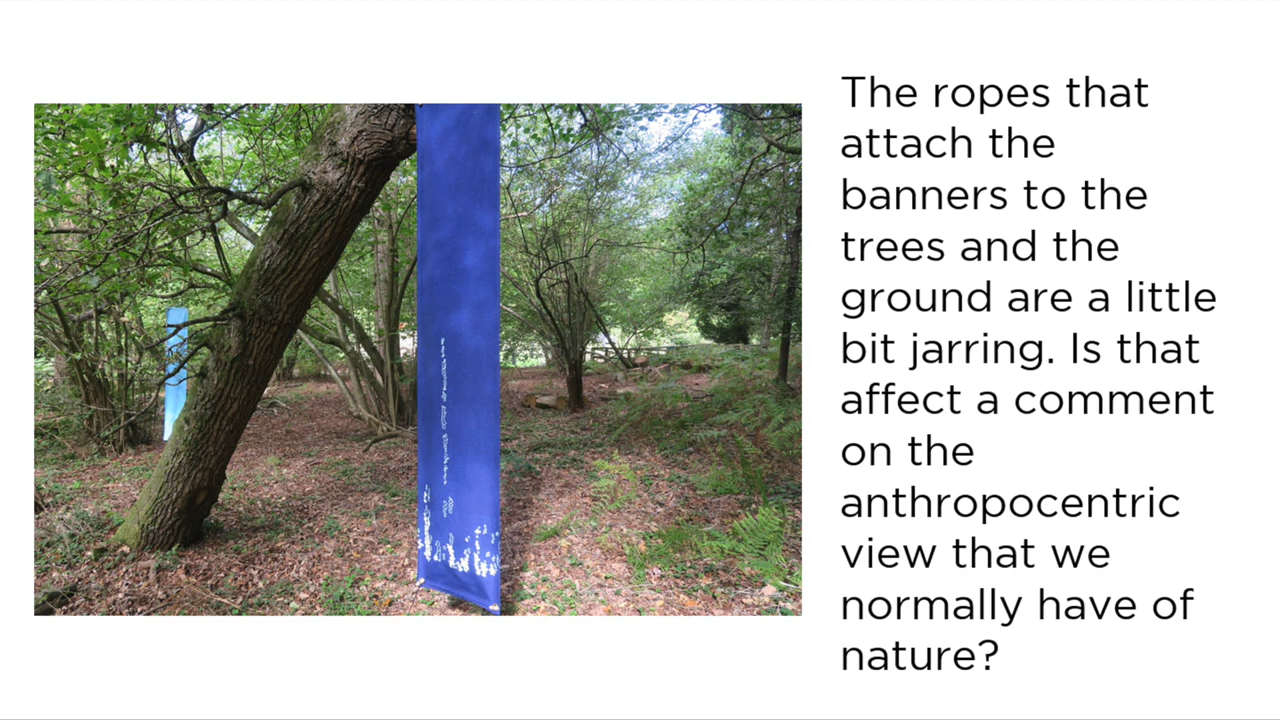 The ropes that
attach the
banners to the
trees and the
ground are a little
bit jarring. Is that
affect a comment
on the
anthropocentric
view that we
normally have of
nature?